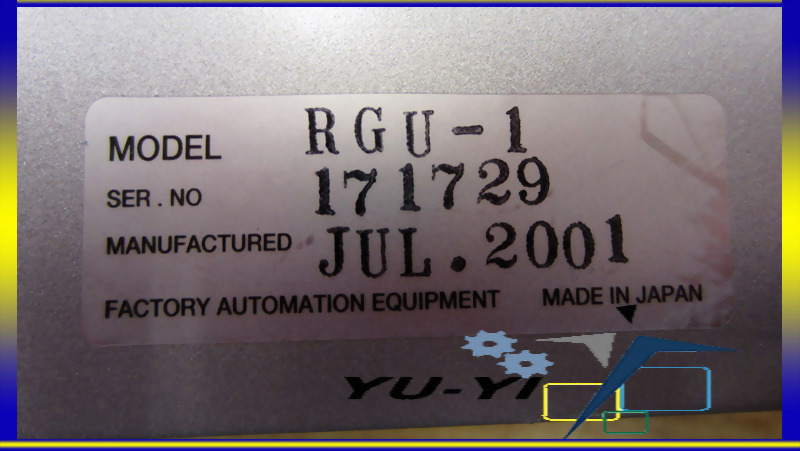 MODEL RGU-1
SER . NO 171729
MANUFACTURED JUL.2001
FACTORY AUTOMATION EQUIPMENT MADE IN JAPAN
YU-YI